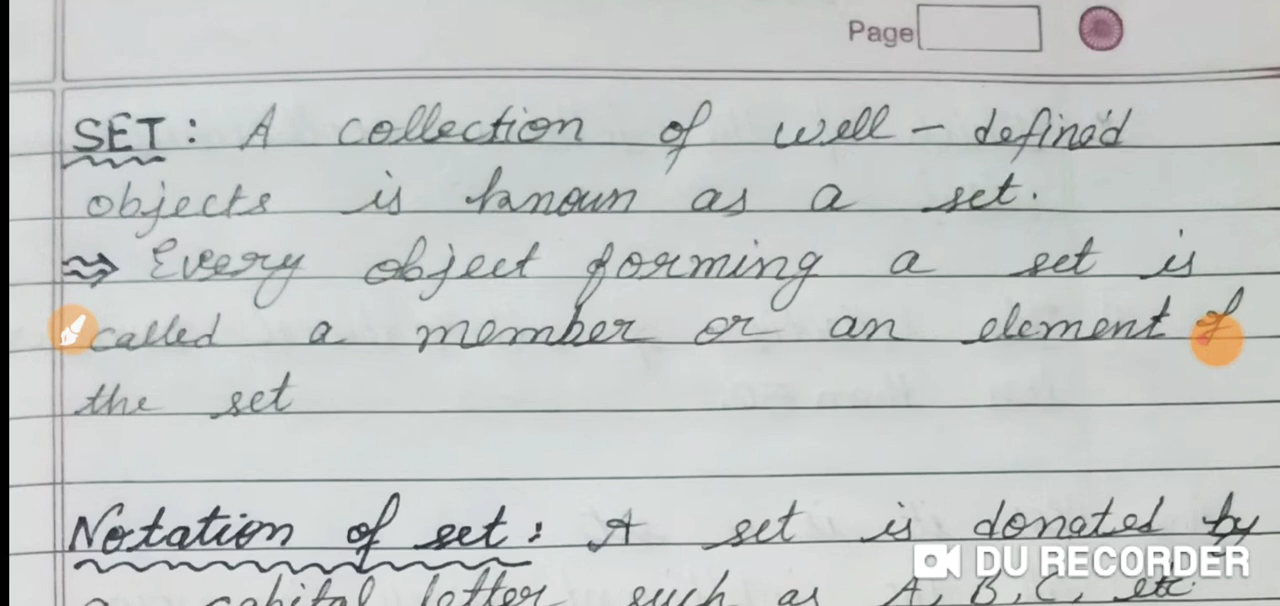 Page
SET: A collection of well-defined
objects is known as a set.
⇒ Every object forming a set is
called a member or an element of
the set
Notation of set: A set is donated by
DU RECORDER
a capital letter such as A, B, C, etc.